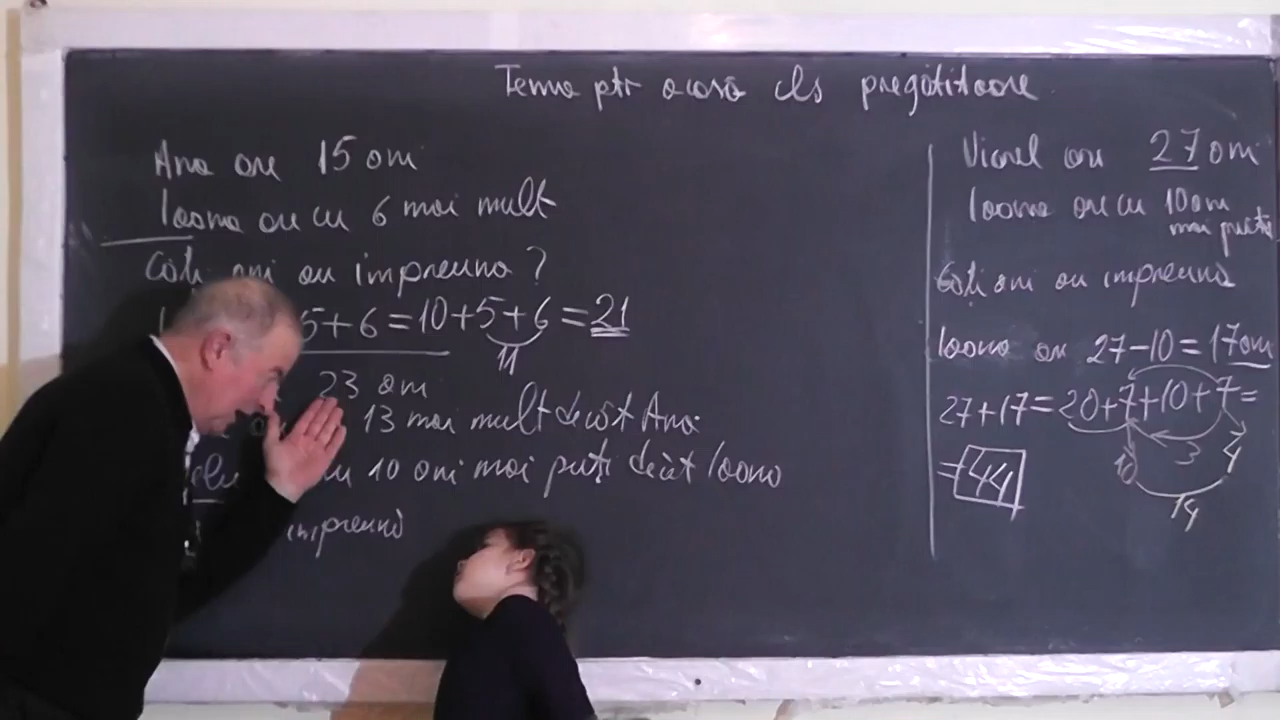 Tema ptr acasă cls pregătitoare
Ana are 15 ani
Ioana are cu 6 mai mult
Câți ani au împreună?
5+6=10+5+6=21
11
23 ani
13 mai mult decât Ana
10 ani mai puțin decât Ioana
împreună
Viorel are 27 ani
Ioana are cu 10 ani
mai puțin
Câți ani au împreună
Ioana are 27-10=17 ani
27+17=20+7+10+7=
3 4
10
=44
14